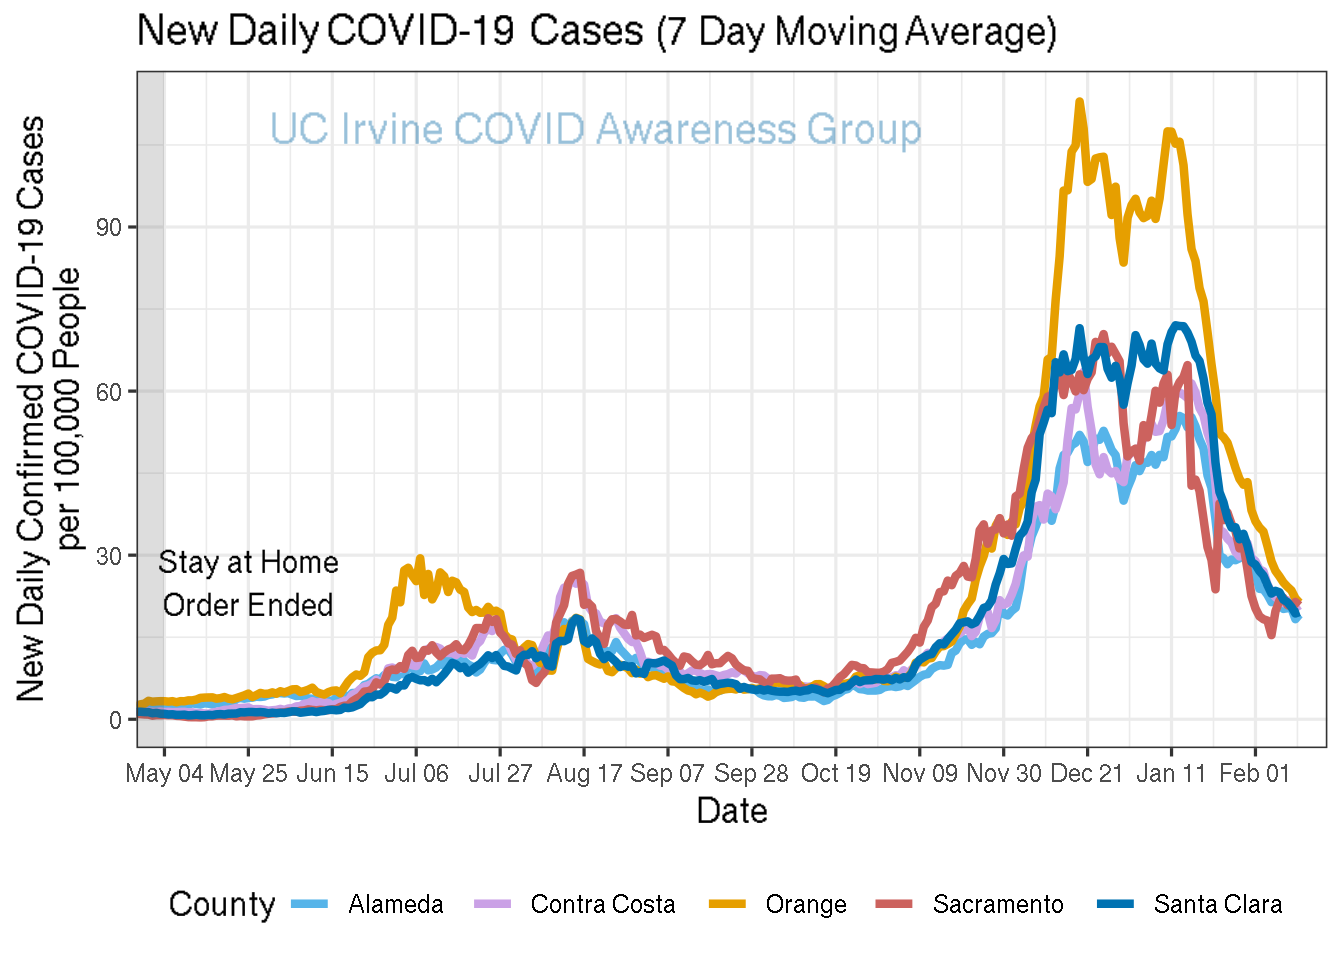 New Daily COVID-19 Cases (7 Day Moving Average)
UC Irvine COVID Awareness Group
New Daily Confirmed COVID-19 Cases
per 100,000 People
90
60
30
0
Stay at Home
Order Ended
May 04 May 25 Jun 15 Jul 06 Jul 27 Aug 17 Sep 07 Sep 28 Oct 19 Nov 09 Nov 30 Dec 21 Jan 11 Feb 01
Date
County Alameda Contra Costa Orange Sacramento Santa Clara